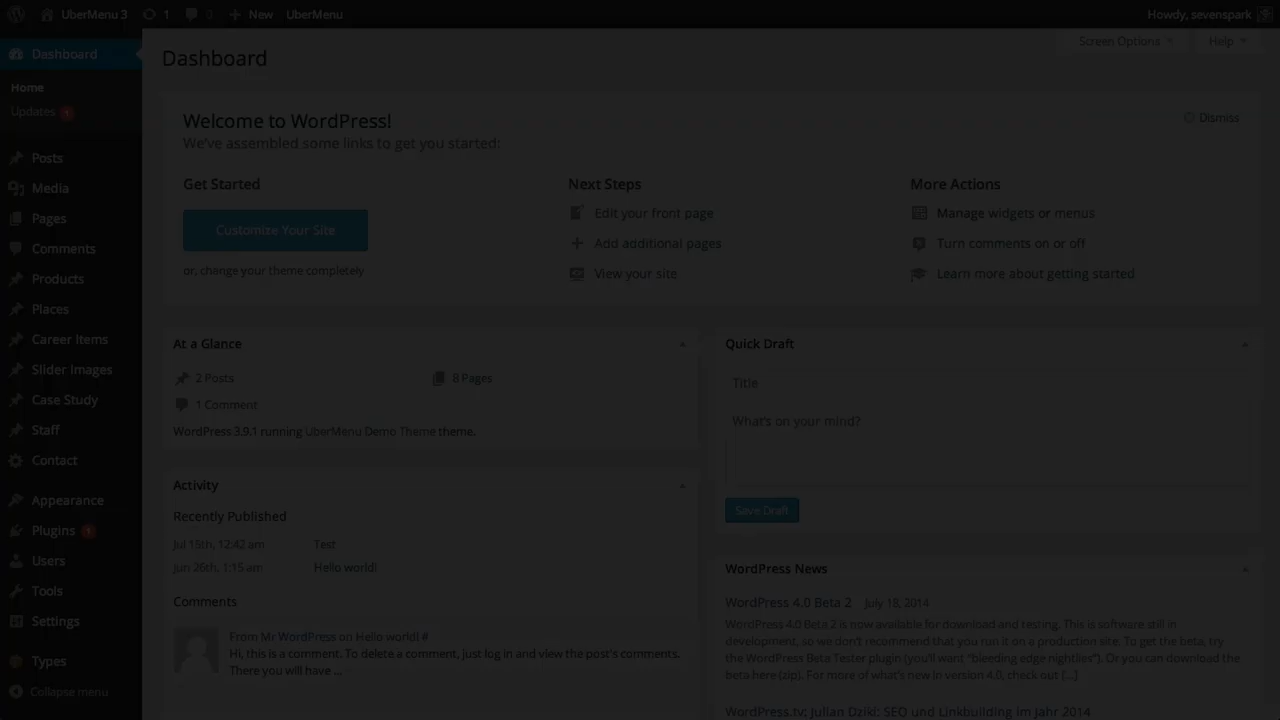 UberMenu 3 1 0 New UberMenu Howdy, sevenspark
Screen Options Help
Dashboard
Home
Updates 1
Posts
Media
Pages
Comments
Products
Places
Career Items
Slider Images
Case Study
Staff
Contact
Appearance
Plugins 1
Users
Tools
Settings
Types
Collapse menu
Dashboard
Welcome to WordPress!
We've assembled some links to get you started:
Dismiss
Get Started
Customize Your Site
or, change your theme completely
Next Steps
Edit your front page
Add additional pages
View your site
More Actions
Manage widgets or menus
Turn comments on or off
Learn more about getting started
At a Glance
2 Posts 8 Pages
1 Comment
WordPress 3.9.1 running UberMenu Demo Theme theme.
Activity
Recently Published
Jul 15th, 12:42 am Test
Jun 26th, 1:15 am Hello world!
Comments
From Mr WordPress on Hello world! #
Hi, this is a comment. To delete a comment, just log in and view the post's comments.
There you will have ...
Quick Draft
Title
What's on your mind?
Save Draft
WordPress News
WordPress 4.0 Beta 2 July 18, 2014
WordPress 4.0 Beta 2 is now available for download and testing. This is software still in
development, so we don't recommend that you run it on a production site. To get the beta, try
the WordPress Beta Tester plugin (you'll want "bleeding edge nightlies"). Or you can download the
beta here (zip). For more of what's new in version 4.0, check out [...]
WordPress.tv: Julian Dziki: SEO und Linkbuilding im Jahr 2014